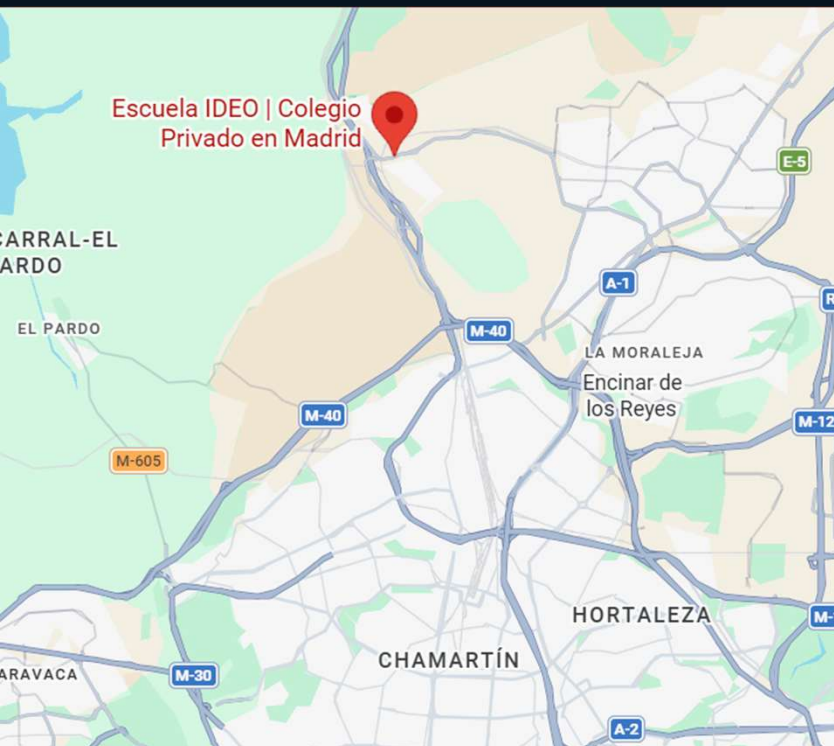 Escuela IDEO | Colegio
Privado en Madrid
E-5
CARRAL-EL
ARDO
A-1
R
EL PARDO
M-40
LA MORALEJA
Encinar de
los Reyes
M-40
M-12
M-605
HORTALEZA
M-
CHAMARTÍN
ARAVACA
M-30
A-2